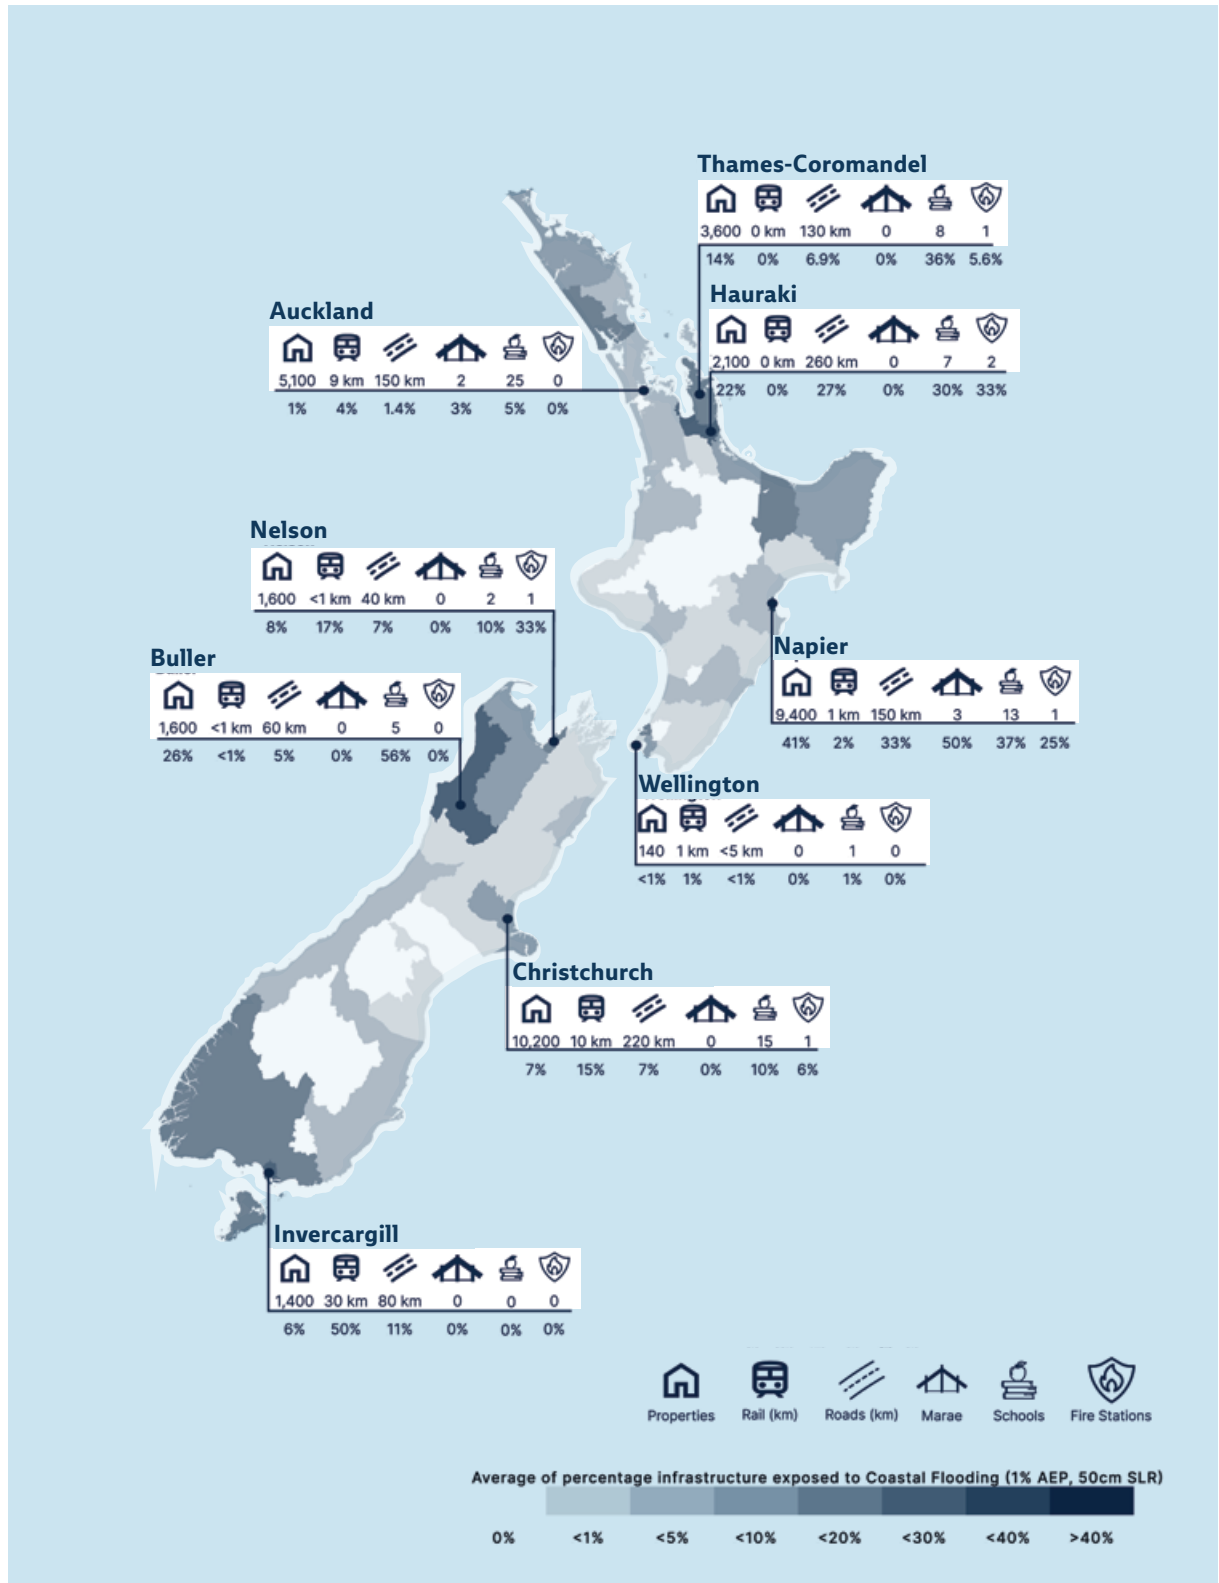 Thames-Coromandel
3,600 0 km 130 km 0 8 1
14% 0% 6.9% 0% 36% 5.6%
Hauraki
2,100 0 km 260 km 0 7 2
22% 0% 27% 0% 30% 33%
Auckland
5,100 9 km 150 km 2 25 0
1% 4% 1.4% 3% 5% 0%
Nelson
1,600 <1 km 40 km 0 2 1
8% 17% 7% 0% 10% 33%
Buller
1,600 <1 km 60 km 0 5 0
26% <1% 5% 0% 56% 0%
Napier
9,400 1 km 150 km 3 13 1
41% 2% 33% 50% 37% 25%
Wellington
140 1 km <5 km 0 1 0
<1% 1% <1% 0% 1% 0%
Christchurch
10,200 10 km 220 km 0 15 1
7% 15% 7% 0% 10% 6%
Invercargill
1,400 30 km 80 km 0 0 0
6% 50% 11% 0% 0% 0%
Properties Rail (km) Roads (km) Marae Schools Fire Stations
Average of percentage infrastructure exposed to Coastal Flooding (1% AEP, 50cm SLR)
0% <1% <5% <10% <20% <30% <40% >40%